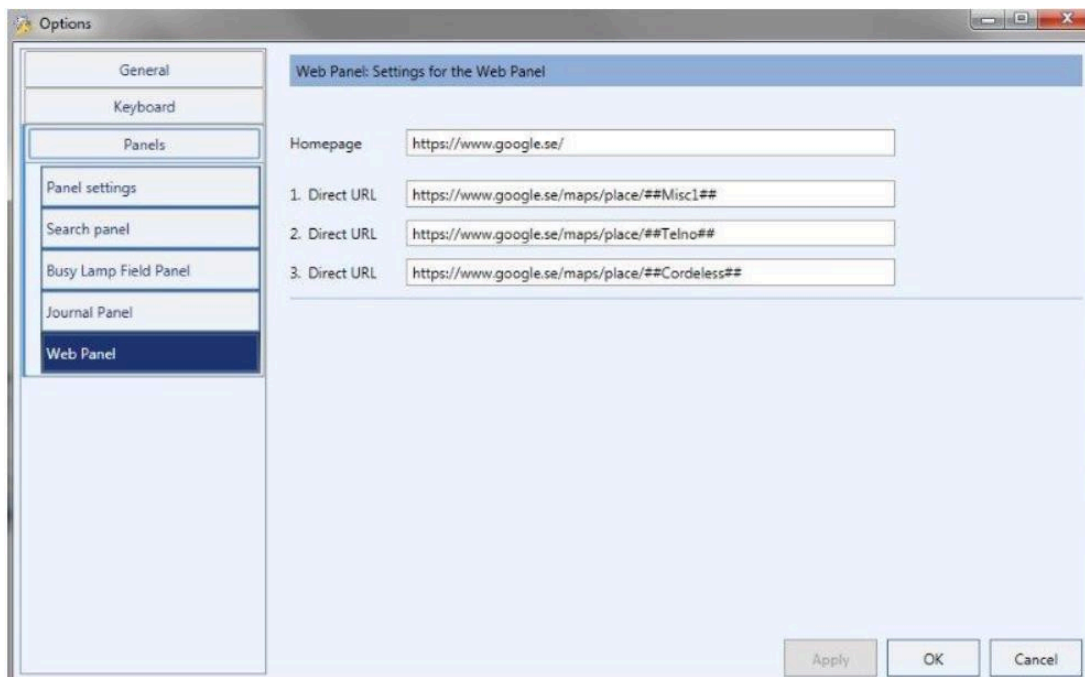 Options
General
Keyboard
Panels
Panel settings
Search panel
Busy Lamp Field Panel
Journal Panel
Web Panel
Web Panel: Settings for the Web Panel
Homepage https://www.google.se/
1. Direct URL https://www.google.se/maps/place/##Misc1##
2. Direct URL https://www.google.se/maps/place/##Telno##
3. Direct URL https://www.google.se/maps/place/##Cordeless##
Apply OK Cancel